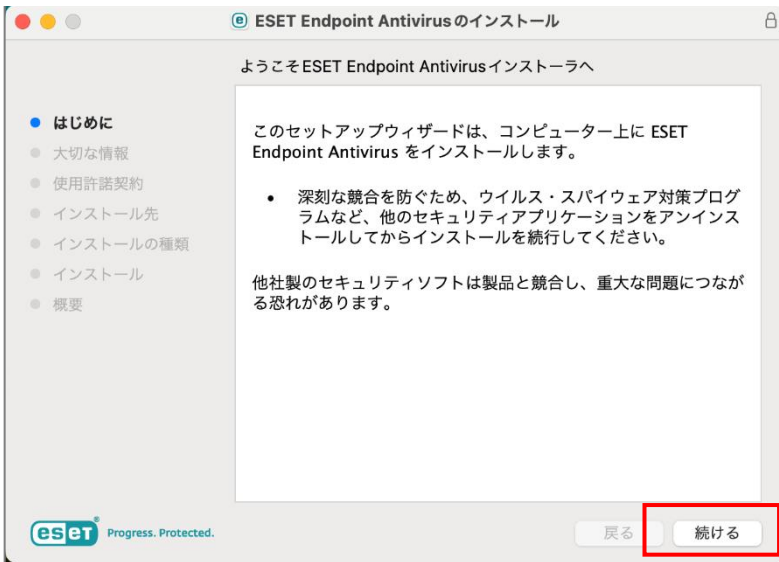 ESET Endpoint Antivirusのインストール
ようこそESET Endpoint Antivirusインストーラへ
はじめに
大切な情報
使用許諾契約
インストール先
インストールの種類
インストール
概要
このセットアップウィザードは、コンピューター上に ESET
Endpoint Antivirus をインストールします。
• 深刻な競合を防ぐため、ウイルス・スパイウェア対策プログ
ラムなど、他のセキュリティアプリケーションをアンインス
トールしてからインストールを続行してください。
他社製のセキュリティソフトは製品と競合し、重大な問題につなが
る恐れがあります。
eset® Progress. Protected.
戻る
続ける